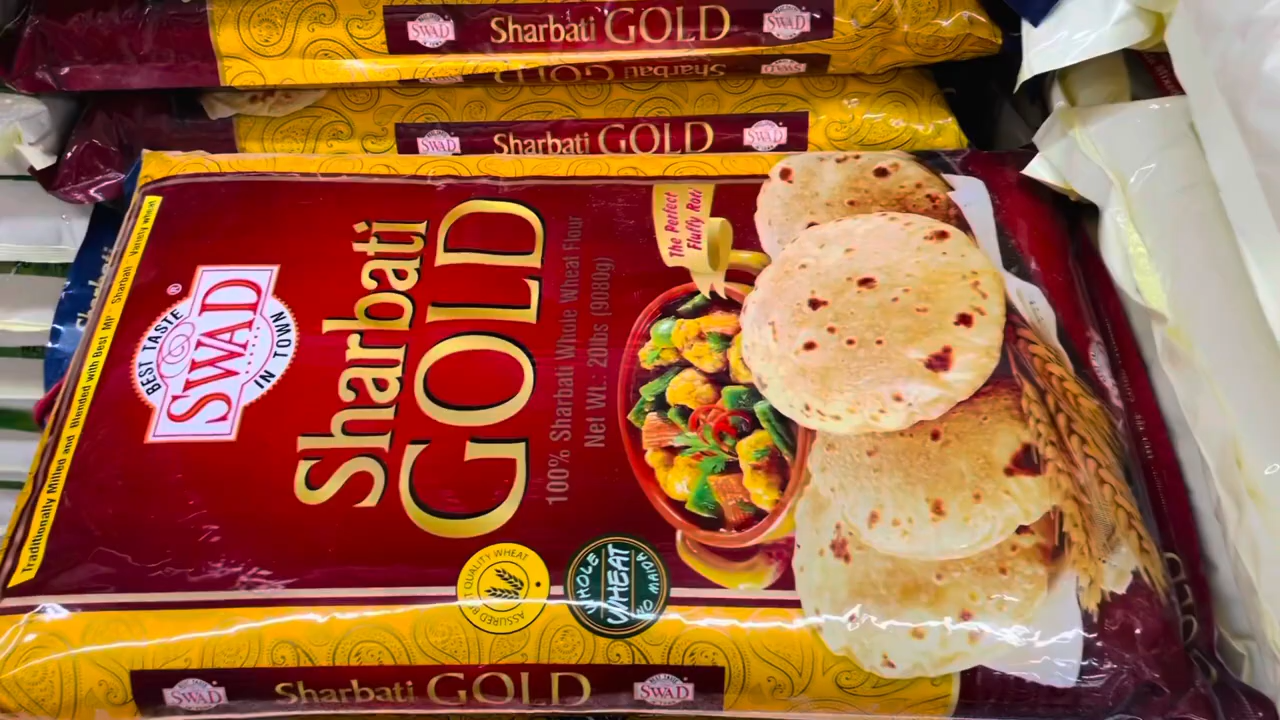 SWAD
Sharbati GOLD
SWAD
Sharbati GOLD
SWAD
Sharbati GOLD
SWAD
Traditionally Milled and Blended with Best MP Sharbati Variety wheat
BEST TASTE
SWAD
®
IN TOWN
Sharbati
GOLD
100% Sharbati Whole Wheat Flour
Net Wt.: 20lbs (9080g)
The Perfect
Fluffy Roti
QUALITY WHEAT
ASSURED BEST
WHOLE
WHEAT
NO MAIDA
SWAD
Sharbati GOLD
SWAD